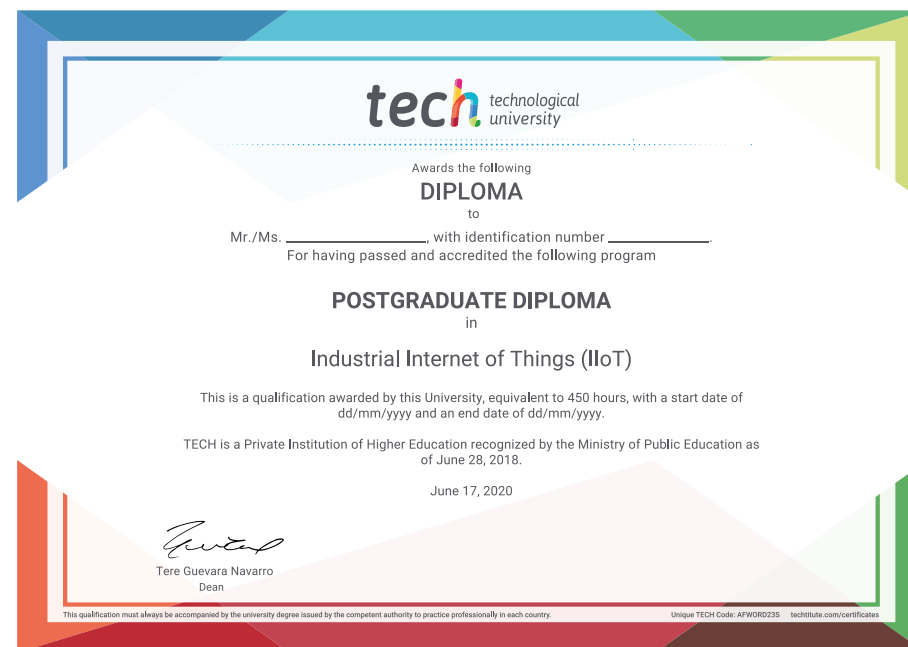 tech technological
university
Awards the following
DIPLOMA
to
Mr./Ms. ____________________, with identification number ______________.
For having passed and accredited the following program
POSTGRADUATE DIPLOMA
in
Industrial Internet of Things (IIoT)
This is a qualification awarded by this University, equivalent to 450 hours, with a start date of
dd/mm/yyyy and an end date of dd/mm/yyyy.
TECH is a Private Institution of Higher Education recognized by the Ministry of Public Education as
of June 28, 2018.
June 17, 2020
Tere Guevara Navarro
Dean
This qualification must always be accompanied by the university degree issued by the competent authority to practice professionally in each country. Unique TECH Code: AFWORD23S techtitute.com/certificates